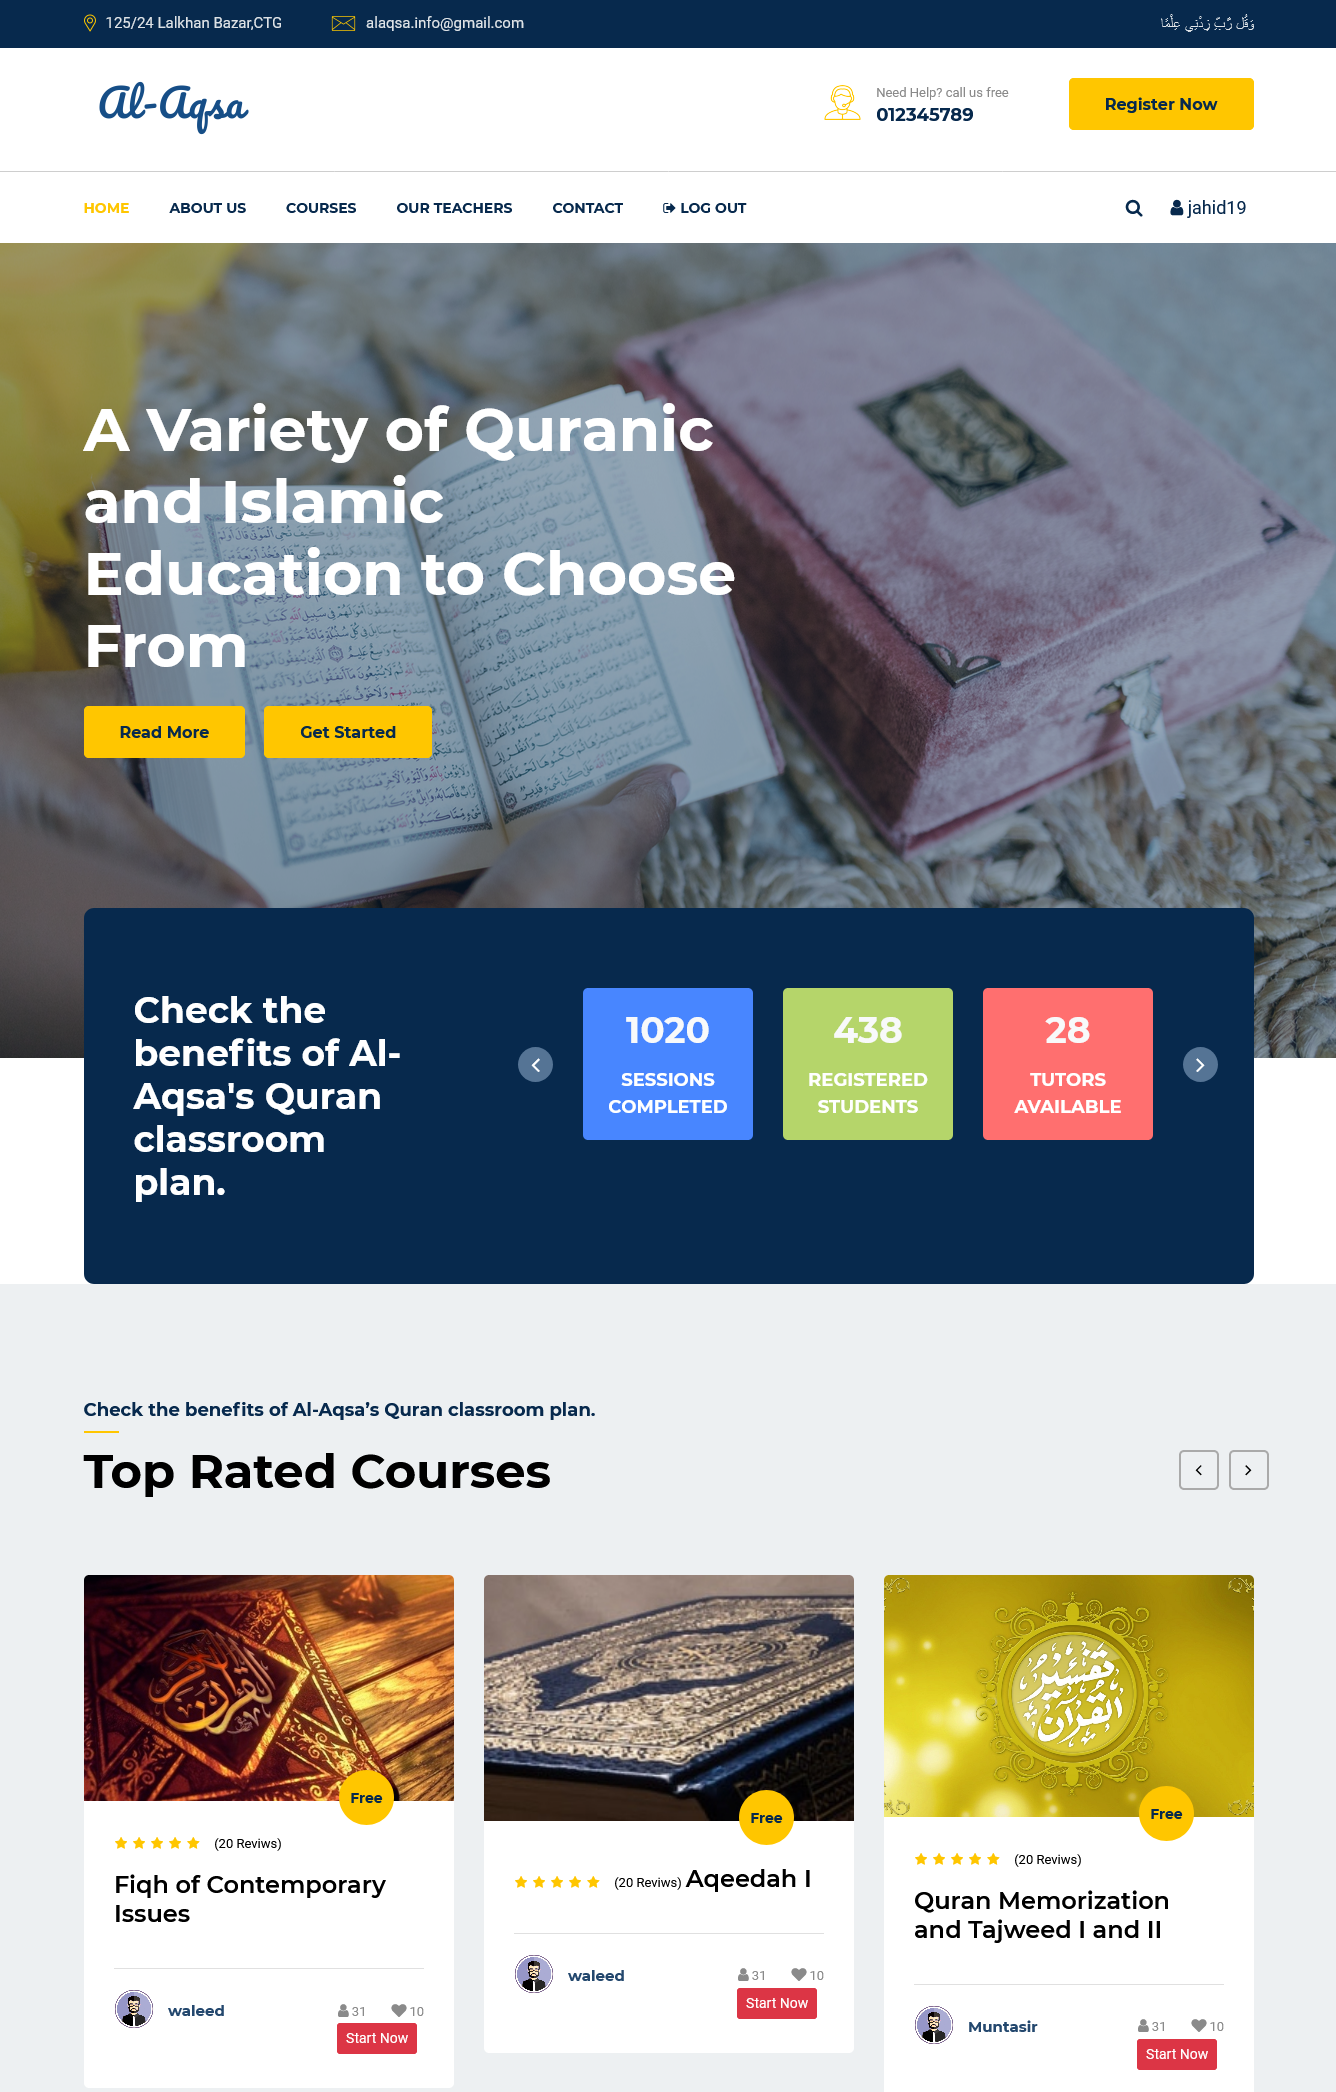 125/24 Lalkhan Bazar,CTG
alaqsa.info@gmail.com
وَقُل رَّبِّ زِدْنِي عِلْمًا
Al-Aqsa
Need Help? call us free
012345789
Register Now
HOME
ABOUT US
COURSES
OUR TEACHERS
CONTACT
LOG OUT
jahid19
A Variety of Quranic
and Islamic
Education to Choose
From
Read More
Get Started
Check the
benefits of Al-
Aqsa's Quran
classroom
plan.
1020
SESSIONS
COMPLETED
438
REGISTERED
STUDENTS
28
TUTORS
AVAILABLE
Check the benefits of Al-Aqsa’s Quran classroom plan.
Top Rated Courses
القرآن الكريم
Free
(20 Reviws)
Fiqh of Contemporary
Issues
waleed
31
10
Start Now
Free
(20 Reviws) Aqeedah I
waleed
31
10
Start Now
تفسير
القرآن
Free
(20 Reviws)
Quran Memorization
and Tajweed I and II
Muntasir
31
10
Start Now